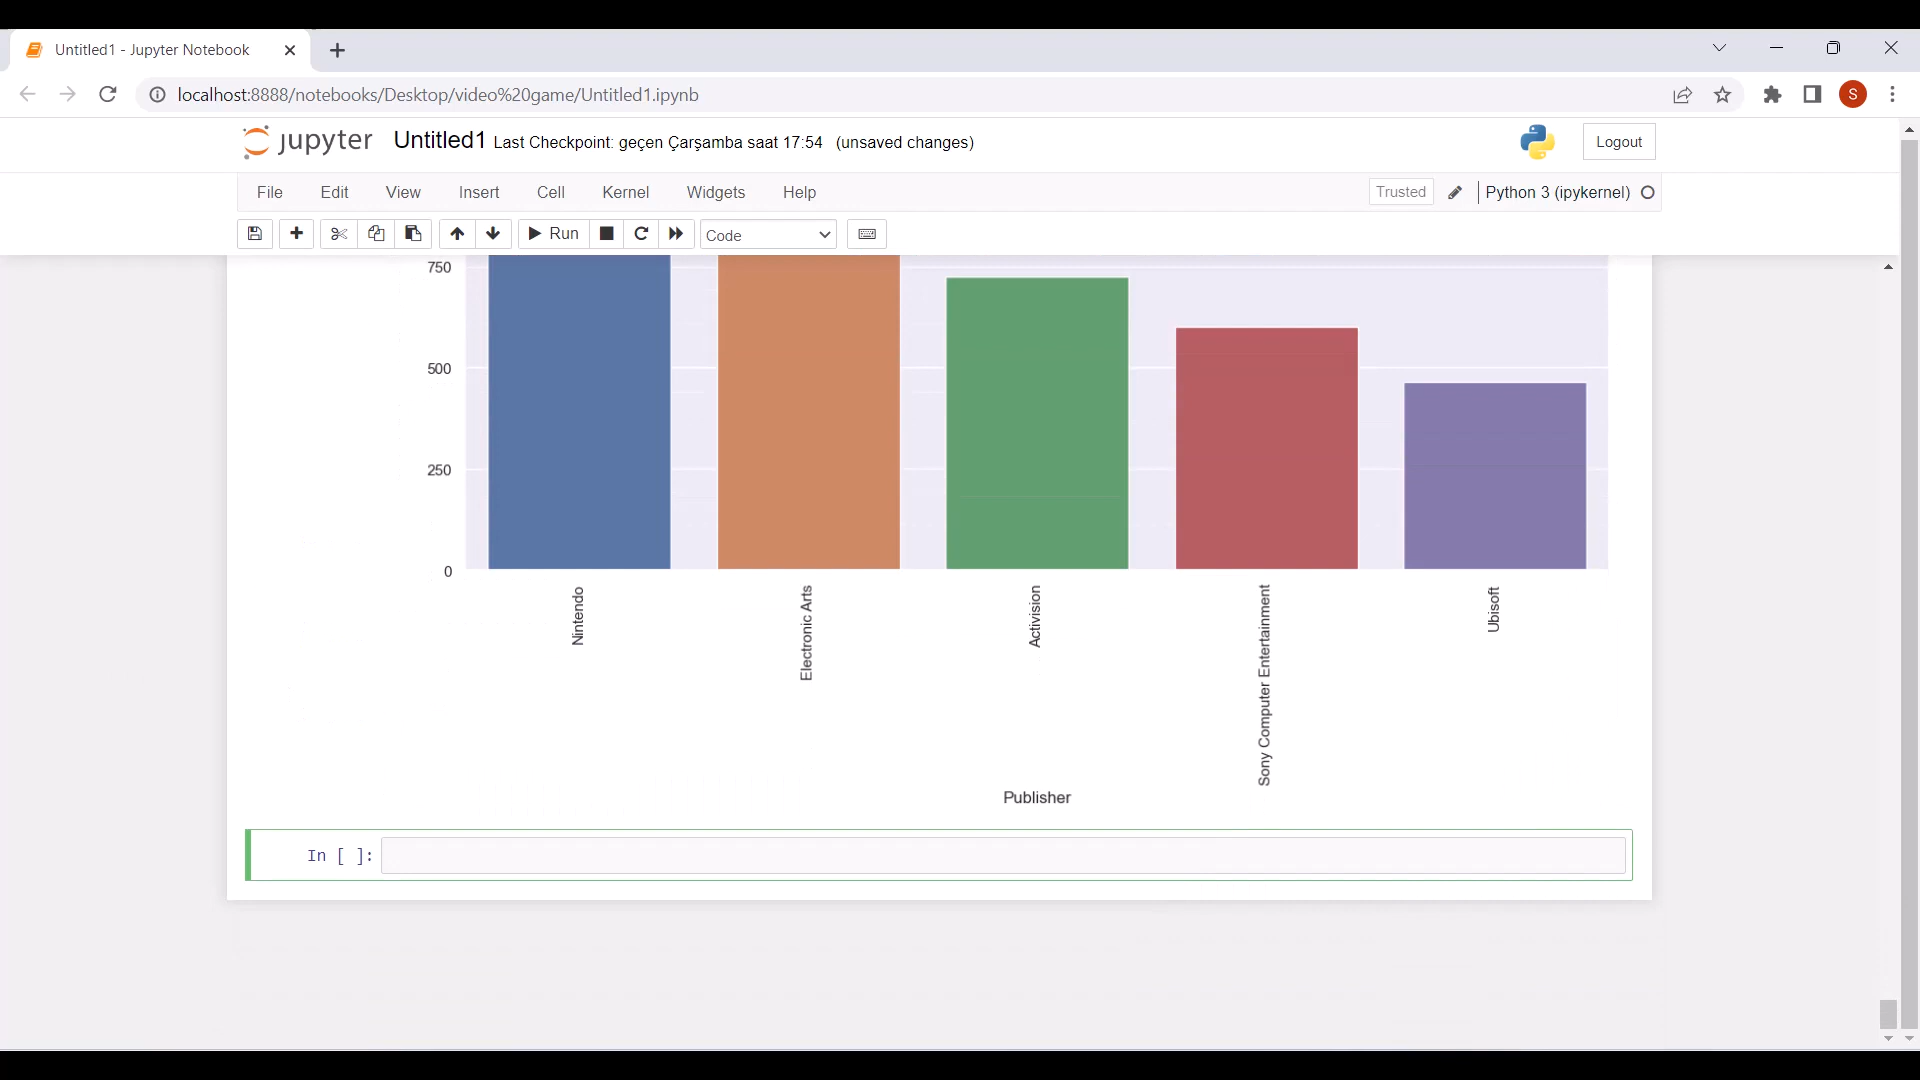 Untitled1 - Jupyter Notebook
localhost:8888/notebooks/Desktop/video%20game/Untitled1.ipynb
S
jupyter Untitled1 Last Checkpoint: geçen Çarşamba saat 17:54 (unsaved changes)
Logout
File Edit View Insert Cell Kernel Widgets Help
Trusted
Python 3 (ipykernel)
Run
Code
750
500
250
0
Nintendo
Electronic Arts
Activision
Sony Computer Entertainment
Ubisoft
Publisher
In [ ]: